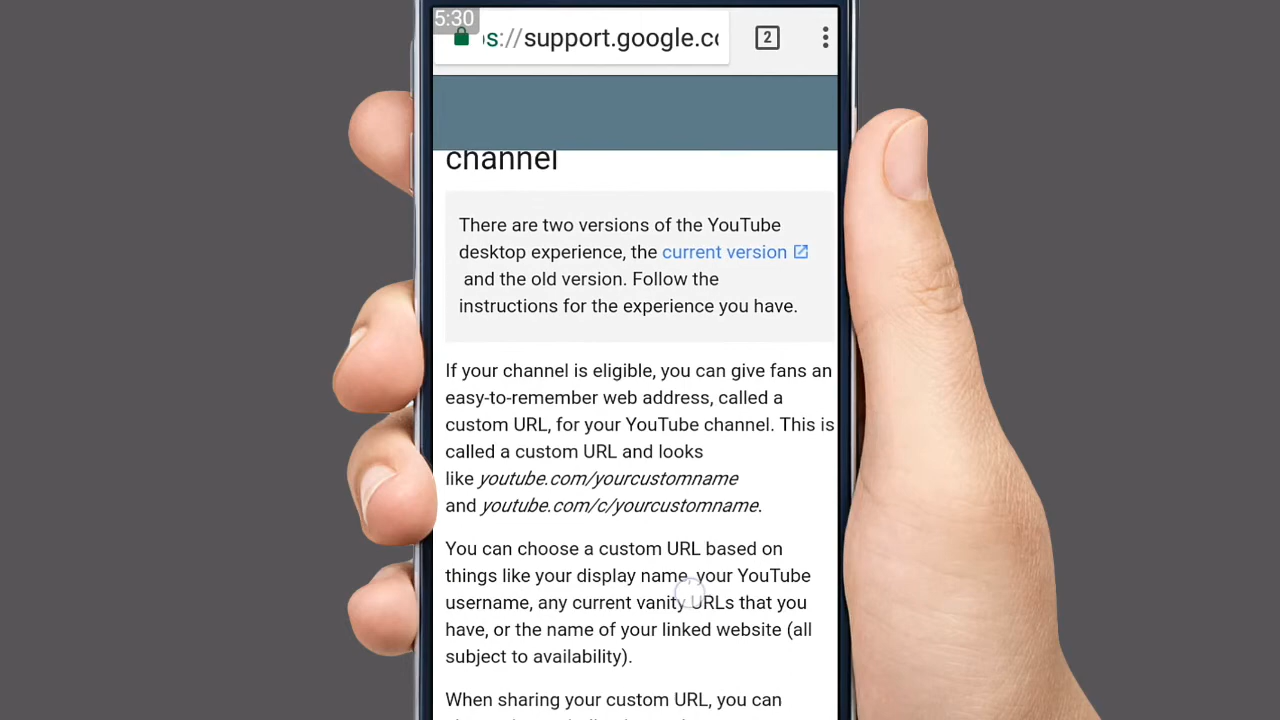 5:30
s://support.google.co
2
channel
There are two versions of the YouTube
desktop experience, the current version
and the old version. Follow the
instructions for the experience you have.
If your channel is eligible, you can give fans an
easy-to-remember web address, called a
custom URL, for your YouTube channel. This is
called a custom URL and looks
like youtube.com/yourcustomname
and youtube.com/c/yourcustomname.
You can choose a custom URL based on
things like your display name, your YouTube
username, any current vanity URLs that you
have, or the name of your linked website (all
subject to availability).
When sharing your custom URL, you can